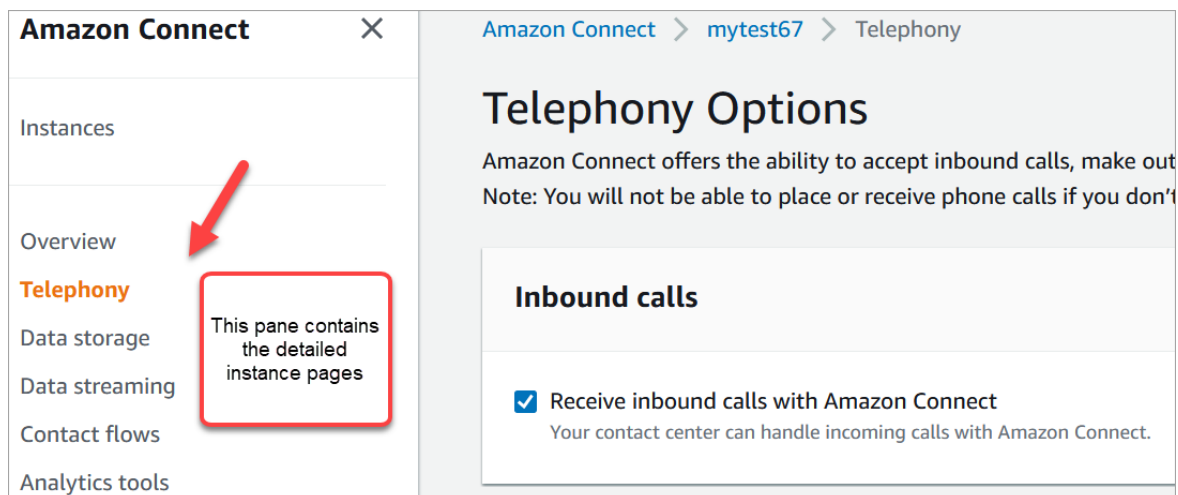 Amazon Connect
Instances
Overview
Telephony
Data storage
Data streaming
Contact flows
Analytics tools
This pane contains
the detailed
instance pages
Amazon Connect > mytest67 > Telephony
Telephony Options
Amazon Connect offers the ability to accept inbound calls, make out
Note: You will not be able to place or receive phone calls if you don't
Inbound calls
Receive inbound calls with Amazon Connect
Your contact center can handle incoming calls with Amazon Connect.